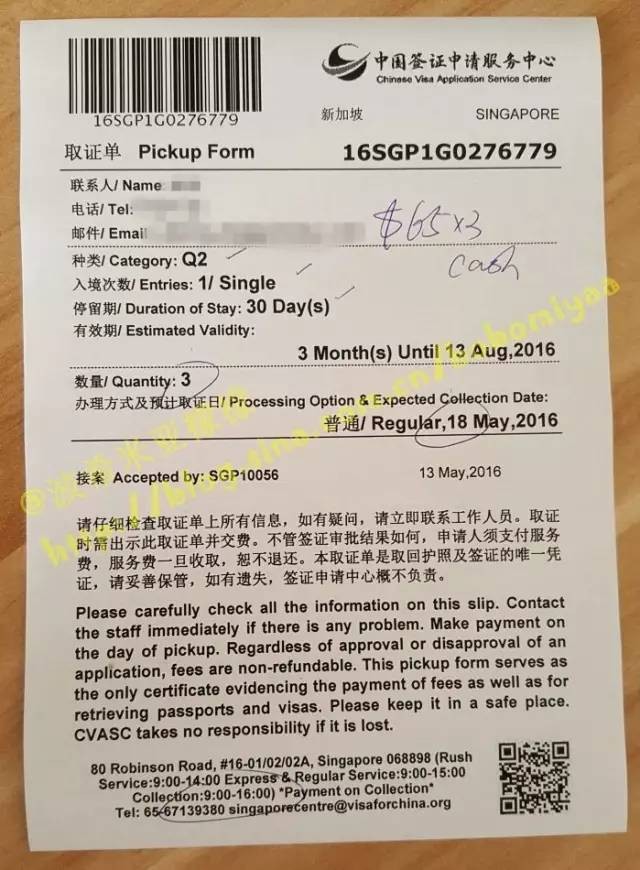 中国签证申请服务中心
Chinese Visa Application Service Center
16SGP1G0276779
新加坡 SINGAPORE
取证单 Pickup Form 16SGP1G0276779
联系人/ Name:
电话/ Tel:
邮件/ Email
$65×3
cash
种类/ Category: Q2
入境次数/ Entries: 1/ Single
停留期/ Duration of Stay: 30 Day(s)
有效期/ Estimated Validity:
3 Month(s) Until 13 Aug,2016
数量/ Quantity: 3
办理方式及预计取证日/ Processing Option & Expected Collection Date:
普通/ Regular,18 May,2016
接案 Accepted by: SGP10056 13 May,2016
请仔细检查取证单上所有信息，如有疑问，请立即联系工作人员。取证
时需出示此取证单并交费。不管签证审批结果如何，申请人须支付服务
费，服务费一旦收取，恕不退还。本取证单是取回护照及签证的唯一凭
证，请妥善保管，如有遗失，签证申请中心概不负责。
Please carefully check all the information on this slip. Contact
the staff immediately if there is any problem. Make payment on
the day of pickup. Regardless of approval or disapproval of an
application, fees are non-refundable. This pickup form serves as
the only certificate evidencing the payment of fees as well as for
retrieving passports and visas. Please keep it in a safe place.
CVASC takes no responsibility if it is lost.
80 Robinson Road, #16-01/02/02A, Singapore 068898 (Rush
Service:9:00-14:00 Express & Regular Service:9:00-15:00
Collection:9:00-16:00) *Payment on Collection*
Tel: 65-67139380 singaporecentre@visaforchina.org